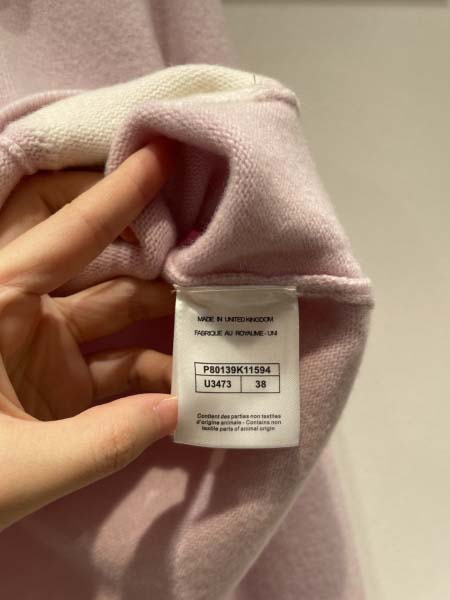 MADE IN UNITED KINGDOM
FABRIQUE AU ROYAUME-UNI
P80139K11594
U3473 38
Contient des parties non textiles
d'origine animale - Contains non
textile parts of animal origin